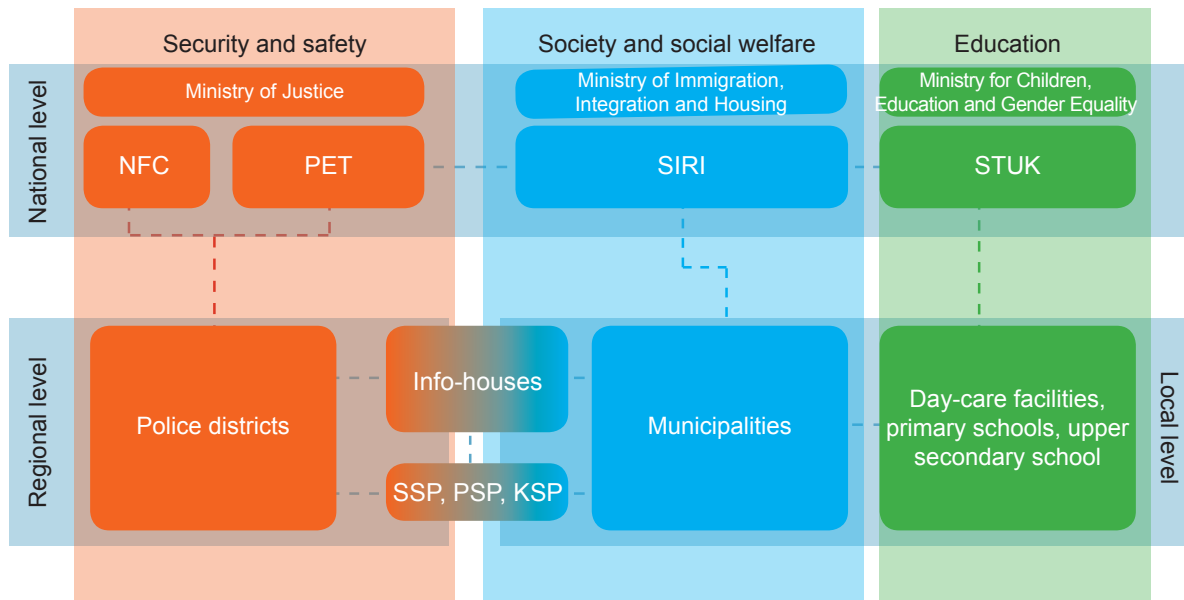 Security and safety
Society and social welfare
Education
National level
Ministry of Justice
Ministry of Immigration,
Integration and Housing
Ministry for Children,
Education and Gender Equality
NFC
PET
SIRI
STUK
Regional level
Police districts
Info-houses
SSP, PSP, KSP
Municipalities
Day-care facilities,
primary schools, upper
secondary school
Local level